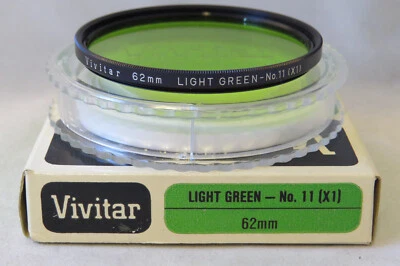 Vivitar 62mm LIGHT GREEN-No.11 (X1)
Vivitar
LIGHT GREEN — No. 11 (X1)
62mm